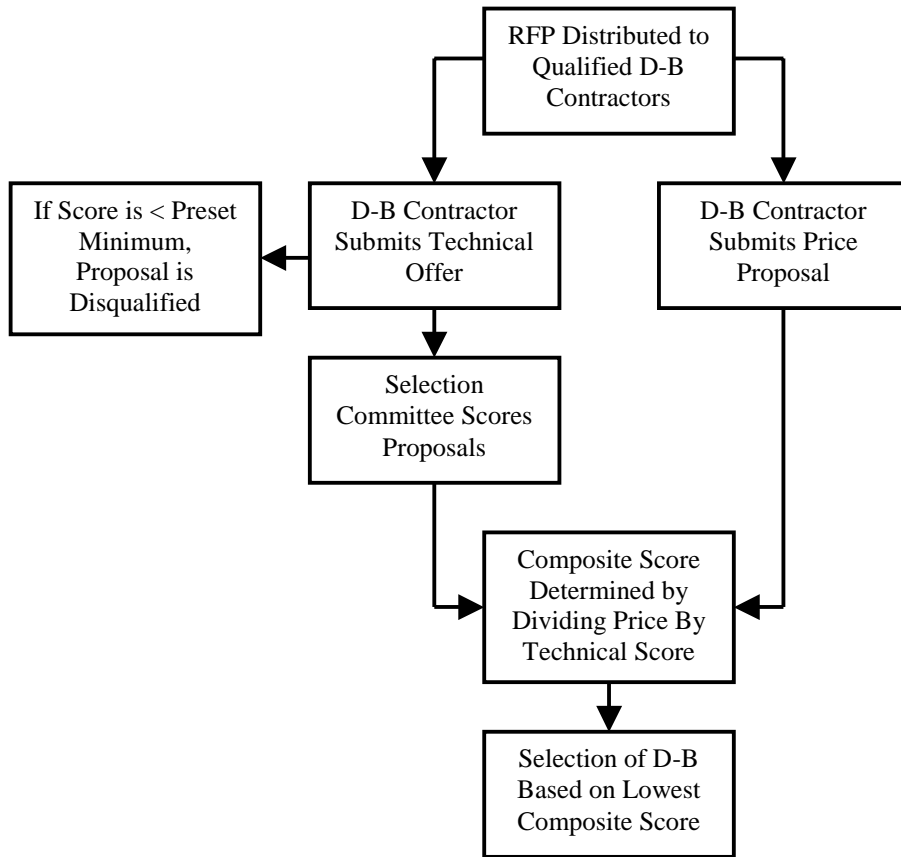 RFP Distributed to
Qualified D-B
Contractors
If Score is < Preset
Minimum,
Proposal is
Disqualified
D-B Contractor
Submits Technical
Offer
D-B Contractor
Submits Price
Proposal
Selection
Committee Scores
Proposals
Composite Score
Determined by
Dividing Price By
Technical Score
Selection of D-B
Based on Lowest
Composite Score